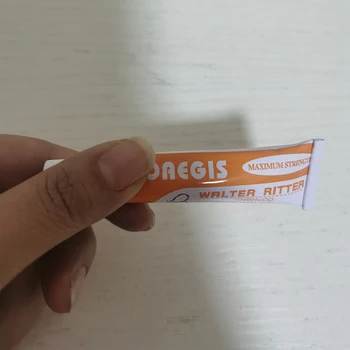 DAEGIS
MAXIMUM STRENGTH
WALTER RITTER